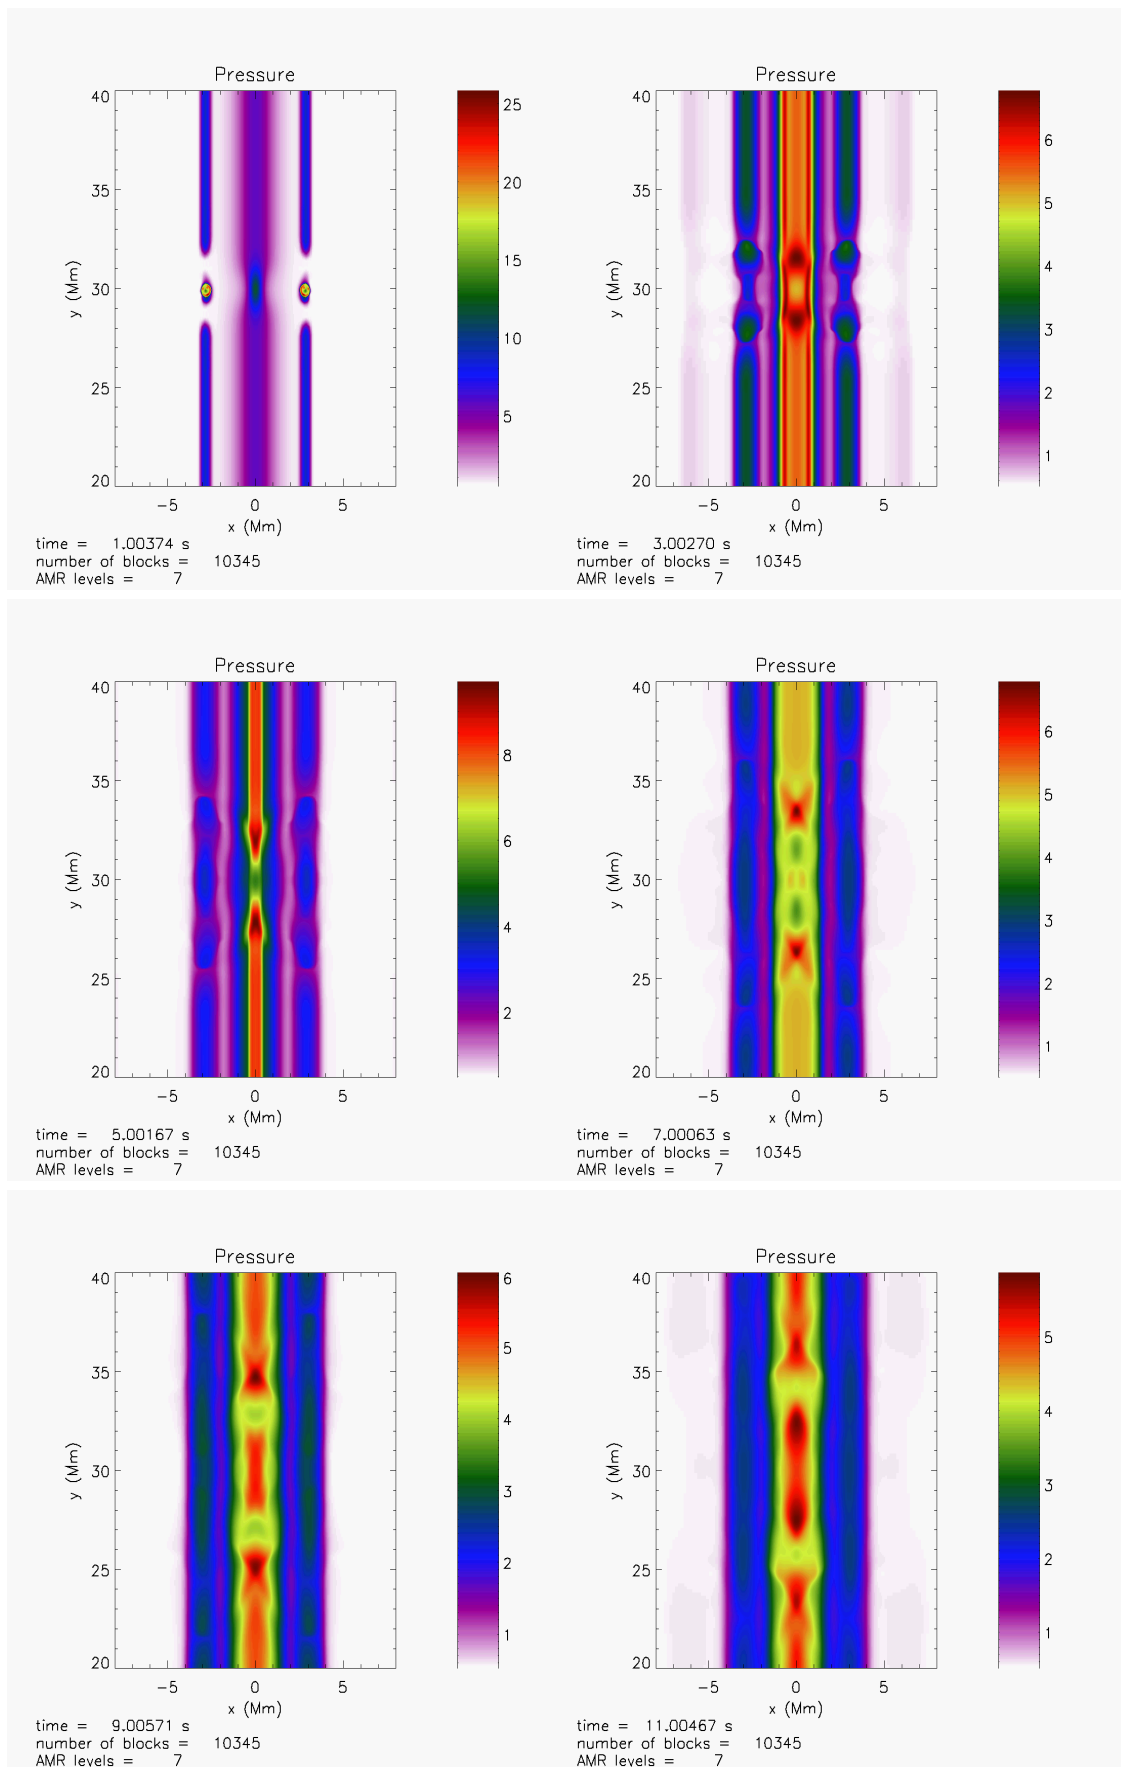 Pressure
40
35
30
25
20
y (Mm)
-5 0 5
x (Mm)
25
20
15
10
5
time = 1.00374 s
number of blocks = 10345
AMR levels = 7
Pressure
40
35
30
25
20
y (Mm)
-5 0 5
x (Mm)
6
5
4
3
2
1
time = 3.00270 s
number of blocks = 10345
AMR levels = 7
Pressure
40
35
30
25
20
y (Mm)
-5 0 5
x (Mm)
8
6
4
2
time = 5.00167 s
number of blocks = 10345
AMR levels = 7
Pressure
40
35
30
25
20
y (Mm)
-5 0 5
x (Mm)
6
5
4
3
2
1
time = 7.00063 s
number of blocks = 10345
AMR levels = 7
Pressure
40
35
30
25
20
y (Mm)
-5 0 5
x (Mm)
6
5
4
3
2
1
time = 9.00571 s
number of blocks = 10345
AMR levels = 7
Pressure
40
35
30
25
20
y (Mm)
-5 0 5
x (Mm)
5
4
3
2
1
time = 11.00467 s
number of blocks = 10345
AMR levels = 7